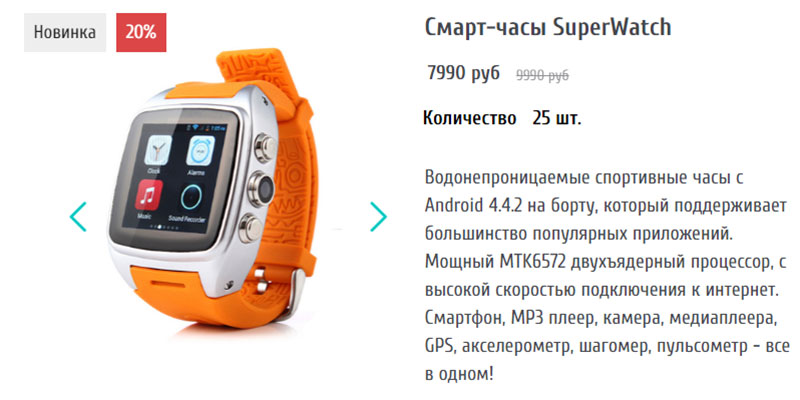 Новинка 20%
Смарт-часы SuperWatch
7990 руб 9990 руб
Количество 25 шт.
Clock Alarms
Music Sound Recorder
Водонепроницаемые спортивные часы с
Android 4.4.2 на борту, который поддерживает
большинство популярных приложений.
Мощный MTK6572 двухъядерный процессор, с
высокой скоростью подключения к интернет.
Смартфон, MP3 плеер, камера, медиаплеера,
GPS, акселерометр, шагомер, пульсометр - все
в одном!